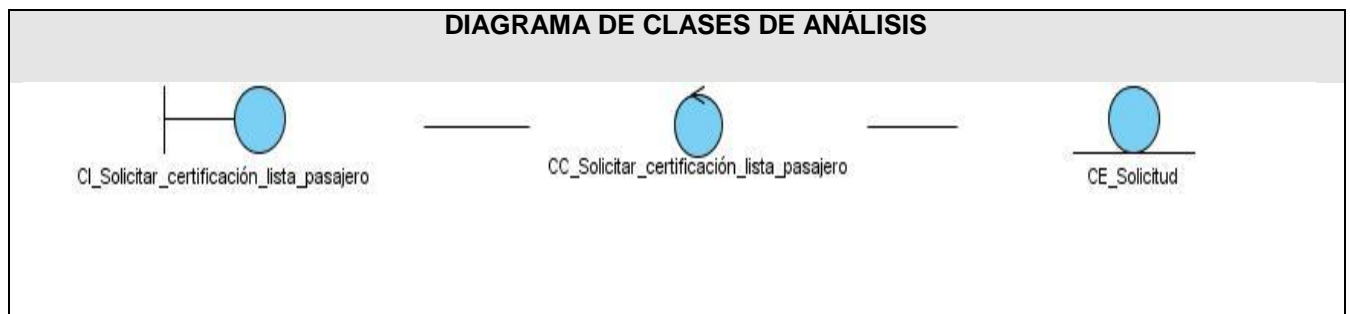 DIAGRAMA DE CLASES DE ANÁLISIS
CI_Solicitar_certificación_lista_pasajero
CC_Solicitar_certificación_lista_pasajero
CE_Solicitud